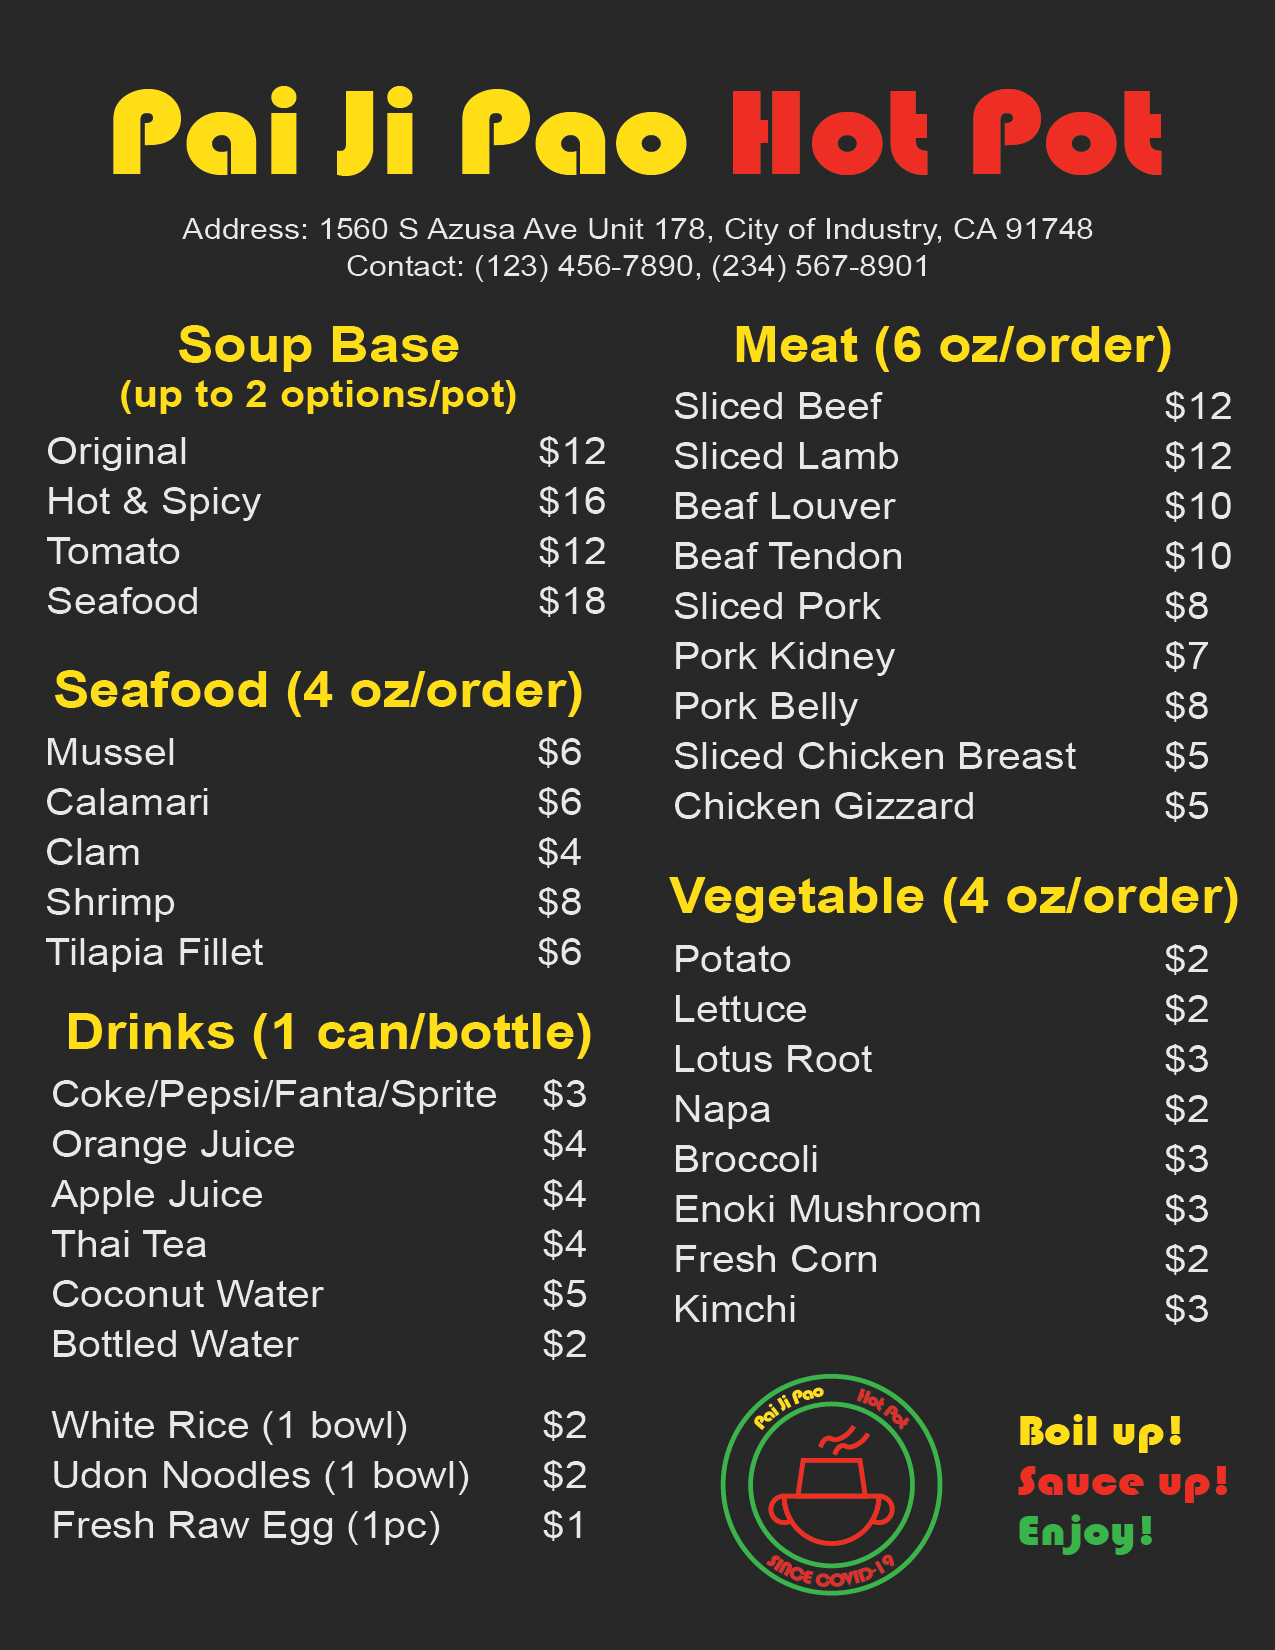 Pai Ji Pao Hot Pot
Address: 1560 S Azusa Ave Unit 178, City of Industry, CA 91748
Contact: (123) 456-7890, (234) 567-8901
Soup Base
(up to 2 options/pot)
Original $12
Hot & Spicy $16
Tomato $12
Seafood $18
Seafood (4 oz/order)
Mussel $6
Calamari $6
Clam $4
Shrimp $8
Tilapia Fillet $6
Drinks (1 can/bottle)
Coke/Pepsi/Fanta/Sprite $3
Orange Juice $4
Apple Juice $4
Thai Tea $4
Coconut Water $5
Bottled Water $2
White Rice (1 bowl) $2
Udon Noodles (1 bowl) $2
Fresh Raw Egg (1pc) $1
Meat (6 oz/order)
Sliced Beef $12
Sliced Lamb $12
Beaf Louver $10
Beaf Tendon $10
Sliced Pork $8
Pork Kidney $7
Pork Belly $8
Sliced Chicken Breast $5
Chicken Gizzard $5
Vegetable (4 oz/order)
Potato $2
Lettuce $2
Lotus Root $3
Napa $2
Broccoli $3
Enoki Mushroom $3
Fresh Corn $2
Kimchi $3
Pai Ji Pao Hot Pot
SINCE COVID-19
Boil up!
Sauce up!
Enjoy!